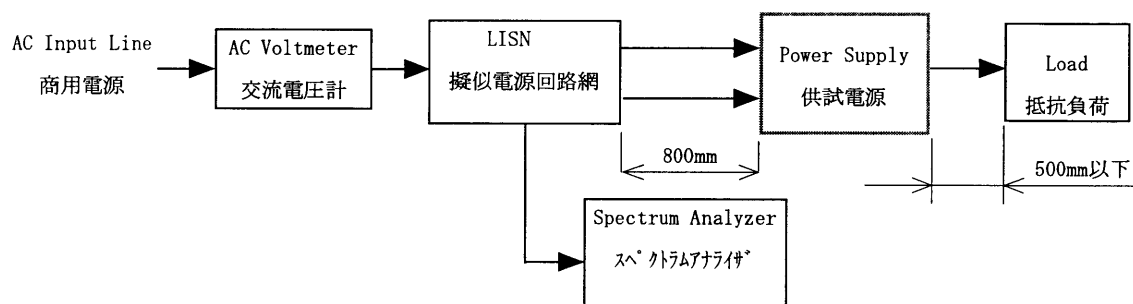 AC Input Line
商用電源
AC Voltmeter
交流電圧計
LISN
擬似電源回路網
Power Supply
供試電源
Load
抵抗負荷
800mm
500mm以下
Spectrum Analyzer
ｽﾍﾟｸﾄﾗﾑｱﾅﾗｲｻﾞ